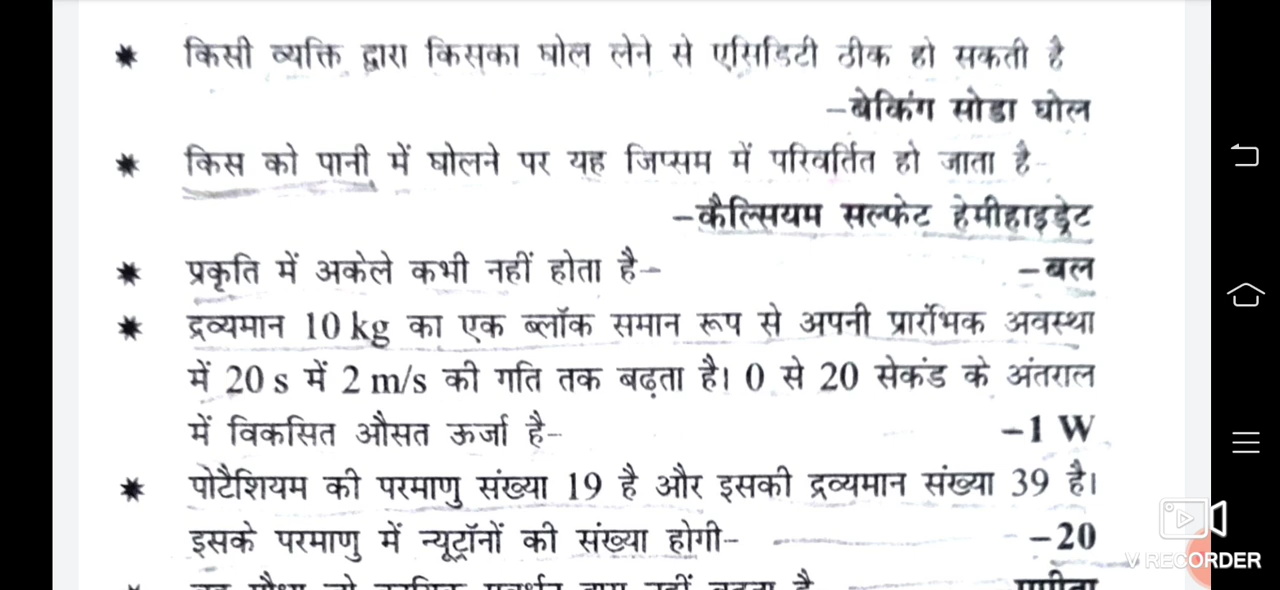 * किसी व्यक्ति द्वारा किसका घोल लेने से एसिडिटी ठीक हो सकती है
–बेकिंग सोडा घोल
* किस को पानी में घोलने पर यह जिप्सम में परिवर्तित हो जाता है–
–कैल्सियम सल्फेट हेमीहाइड्रेट
* प्रकृति में अकेले कभी नहीं होता है– –बल
* द्रव्यमान 10 kg का एक ब्लॉक समान रूप से अपनी प्रारंभिक अवस्था
में 20 s में 2 m/s की गति तक बढ़ता है। 0 से 20 सेकंड के अंतराल
में विकसित औसत ऊर्जा है– –1 W
* पोटैशियम की परमाणु संख्या 19 है और इसकी द्रव्यमान संख्या 39 है।
इसके परमाणु में न्यूट्रॉनों की संख्या होगी– –20
V RECORDER